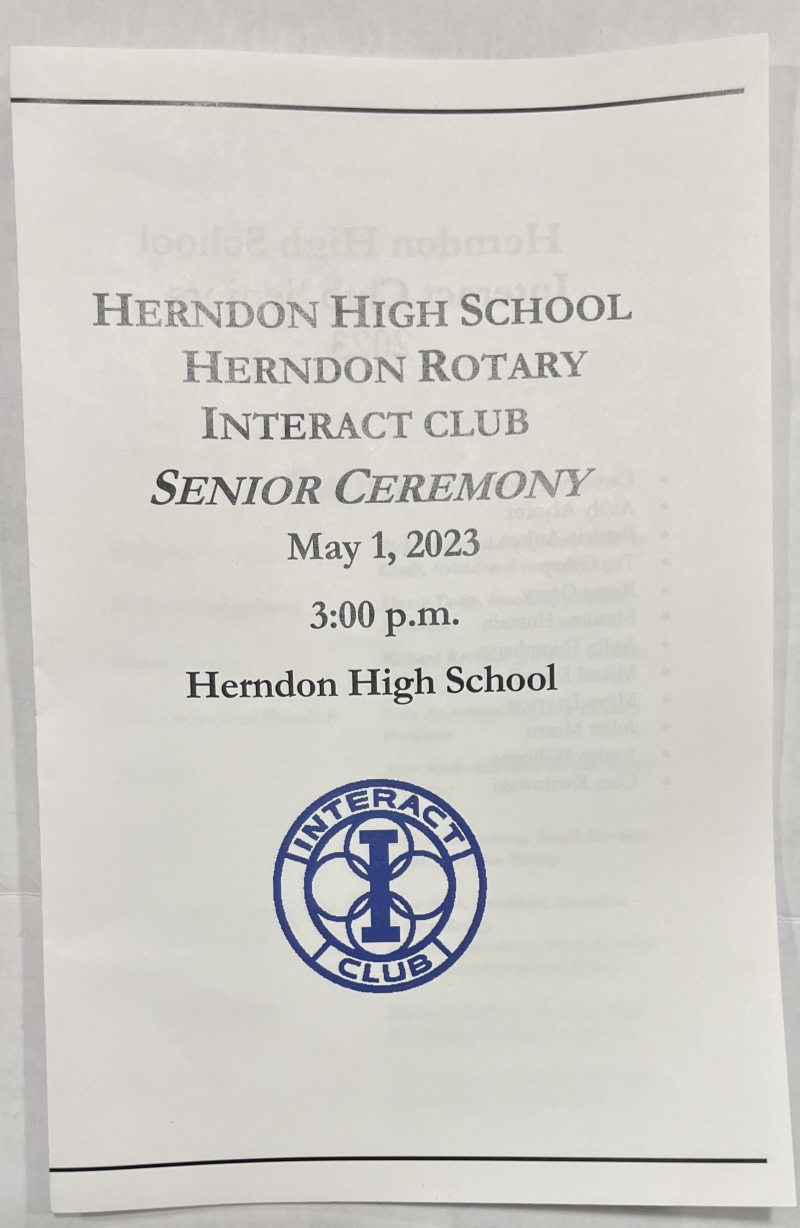 HERNDON HIGH SCHOOL
HERNDON ROTARY
INTERACT CLUB
SENIOR CEREMONY
May 1, 2023
3:00 p.m.
Herndon High School
INTERACT
I
CLUB